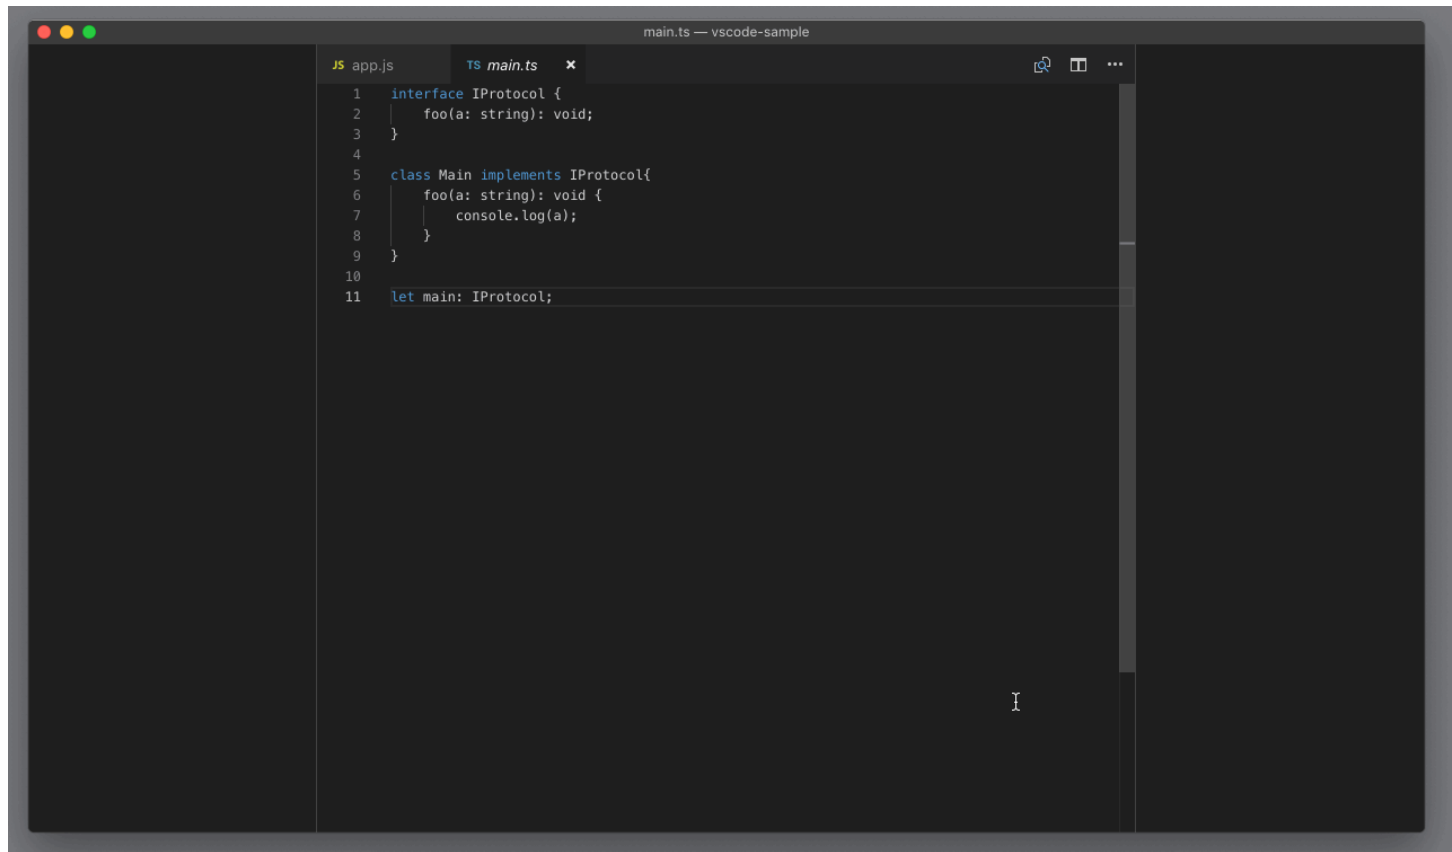 main.ts — vscode-sample
JS app.js TS main.ts
1 interface IProtocol {
2     foo(a: string): void;
3 }
4
5 class Main implements IProtocol{
6     foo(a: string): void {
7         console.log(a);
8     }
9 }
10
11 let main: IProtocol;